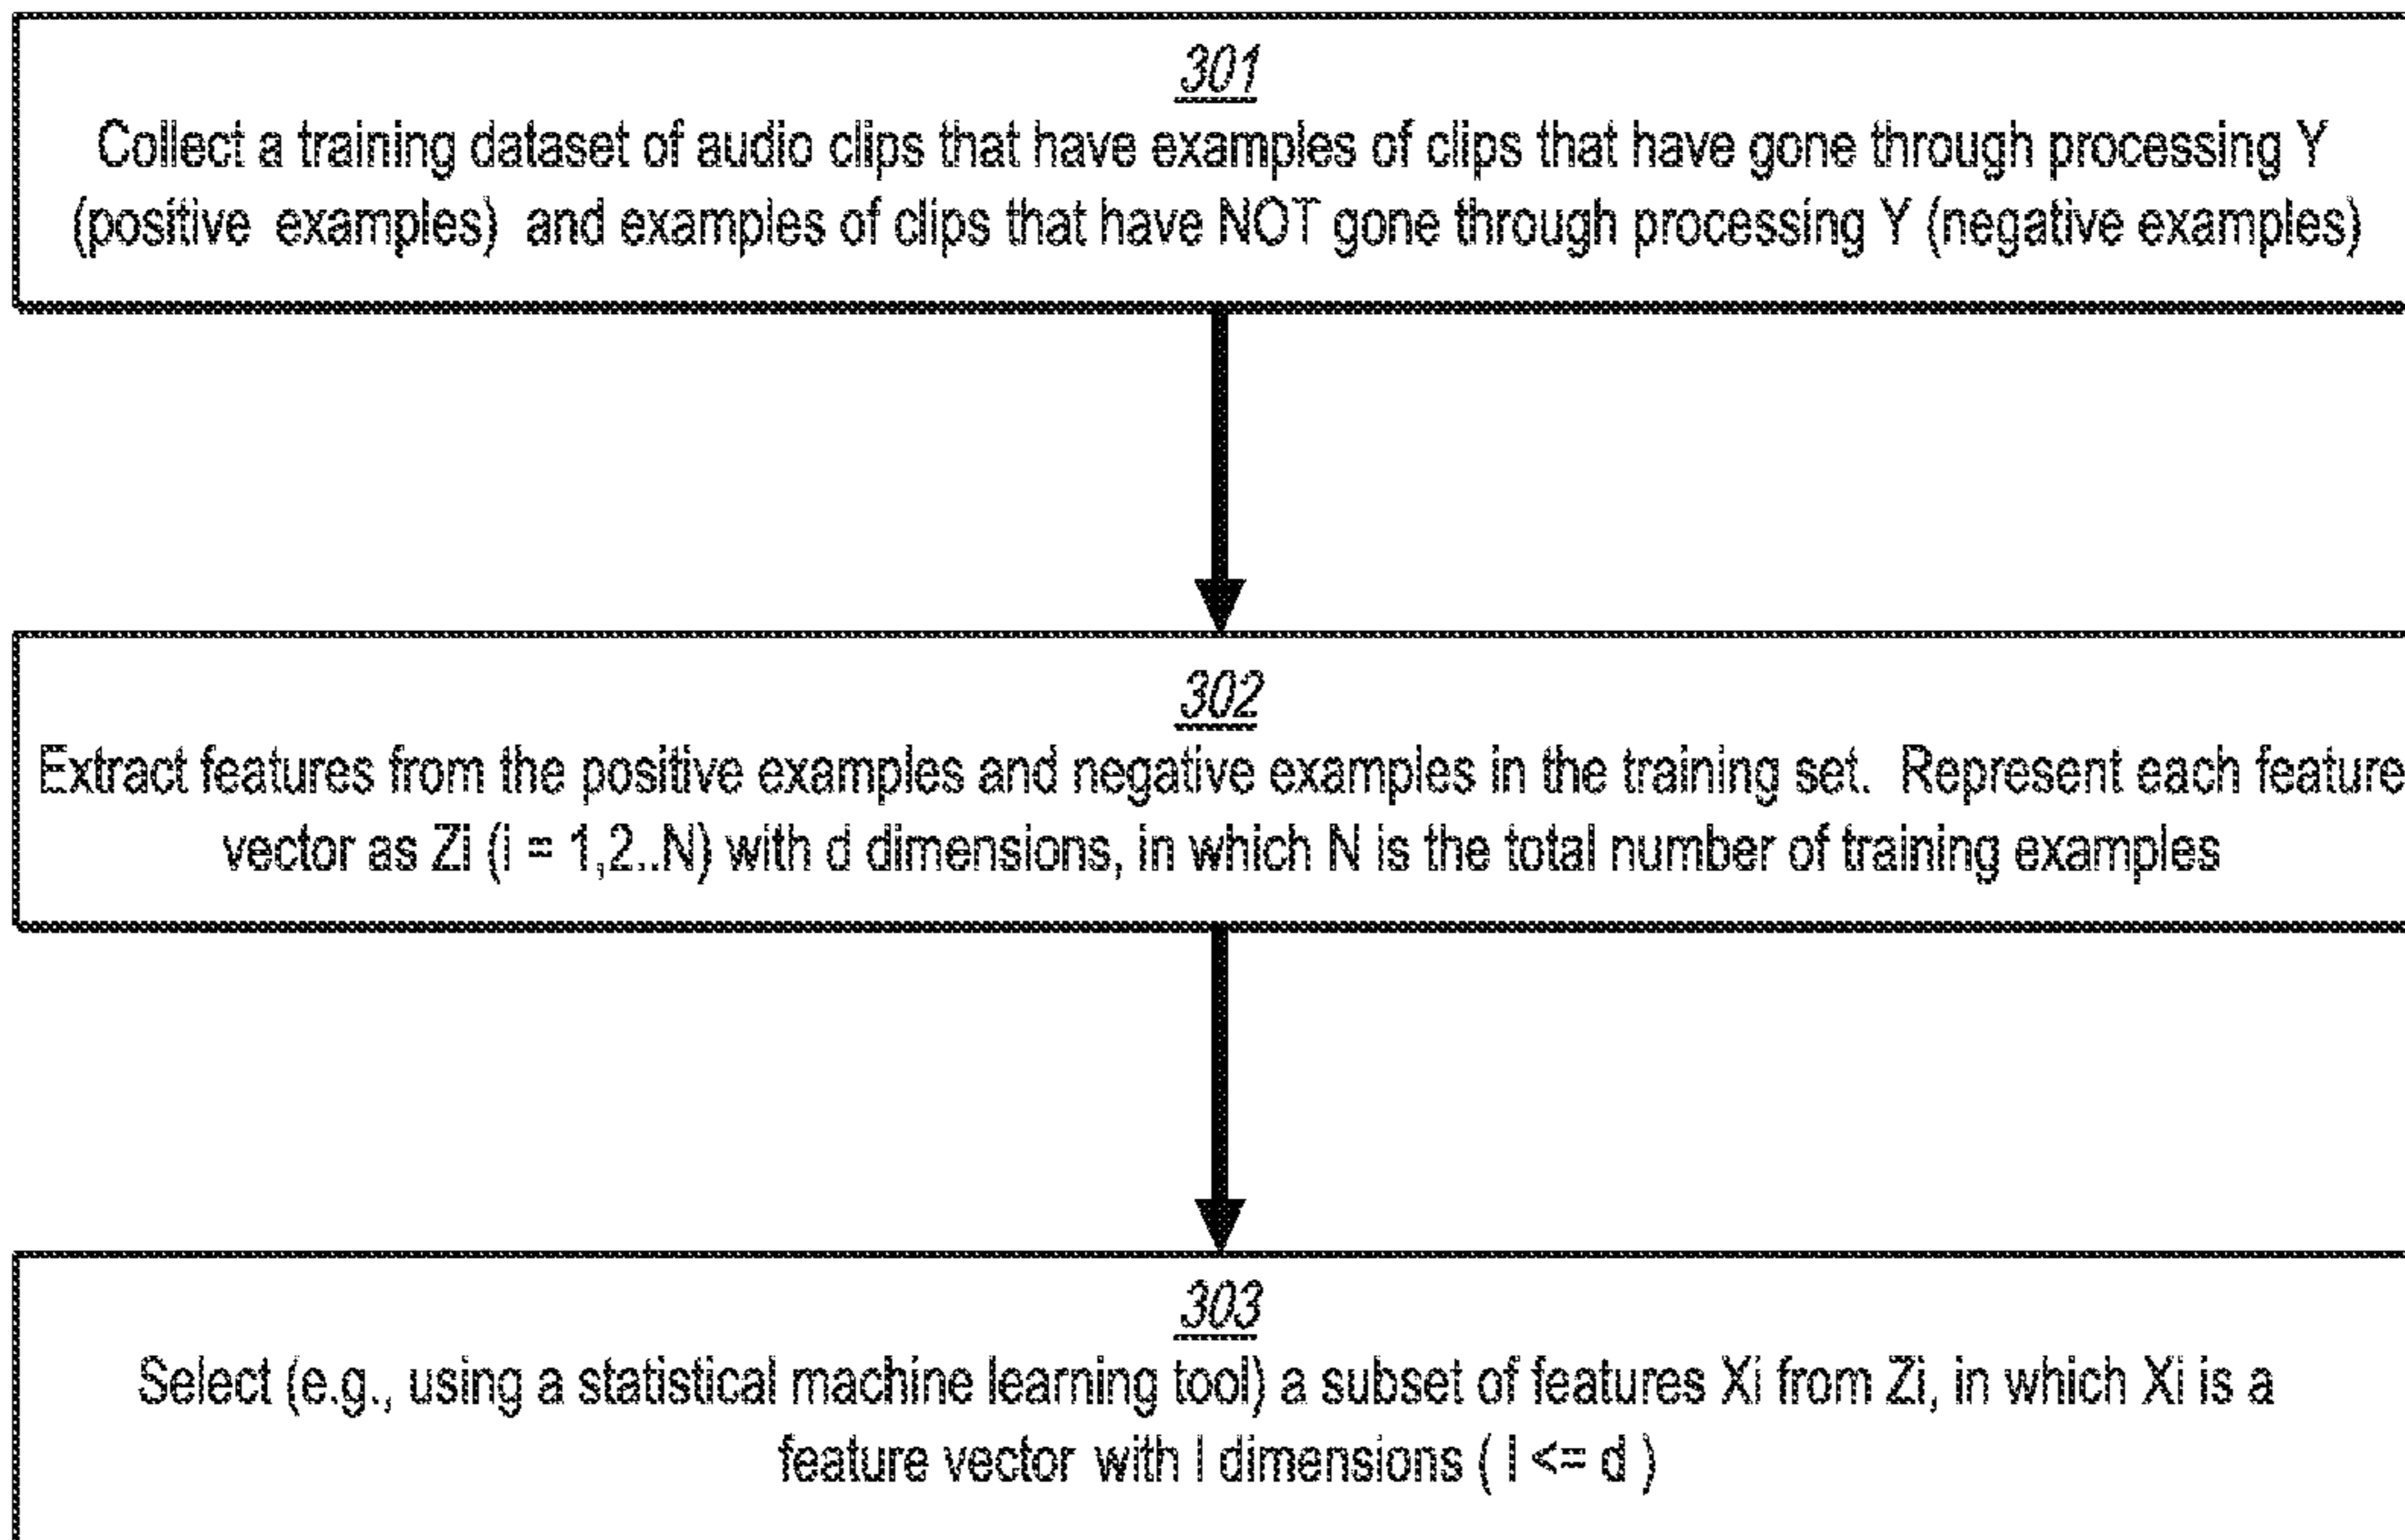 301
Collect a training dataset of audio clips that have examples of clips that have gone through processing Y
(positive examples) and examples of clips that have NOT gone through processing Y (negative examples)
302
Extract features from the positive examples and negative examples in the training set. Represent each feature
vector as Zi (i = 1,2..N) with d dimensions, in which N is the total number of training examples
303
Select (e.g., using a statistical machine learning tool) a subset of features Xi from Zi, in which Xi is a
feature vector with l dimensions ( l <= d )